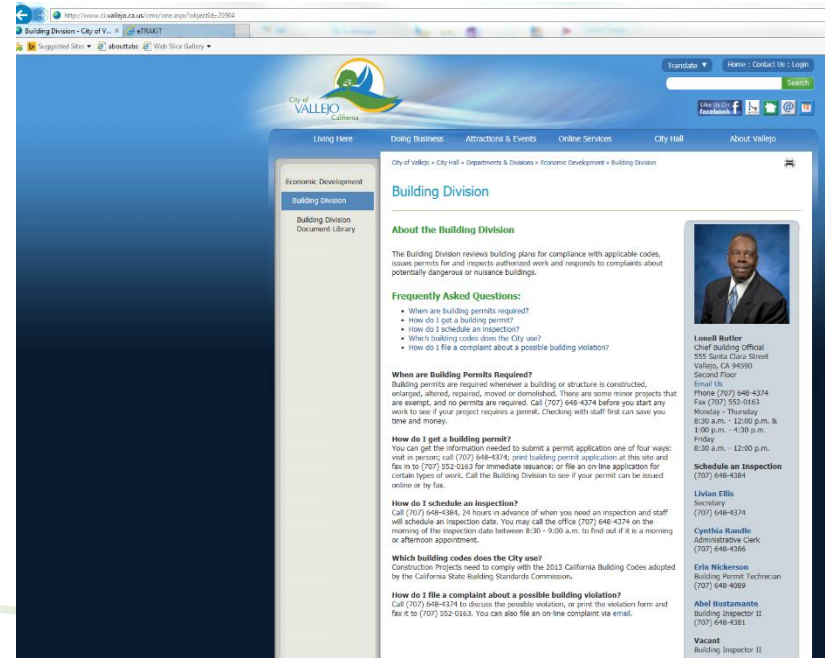 http://www.ci.vallejo.ca.us/cms/one.aspx?objectId=21904
Building Division - City of V...
eTRAKiT
Suggested Sites
abouttabs
Web Slice Gallery
Translate
Home : Contact Us : Login
Search
City of
VALLEJO
California
Like Us On
facebook
Living Here
Doing Business
Attractions & Events
Online Services
City Hall
About Vallejo
City of Vallejo » City Hall » Departments & Divisions » Economic Development » Building Division
Economic Development
Building Division
Building Division
Document Library
Building Division
About the Building Division
The Building Division reviews building plans for compliance with applicable codes,
issues permits for and inspects authorized work and responds to complaints about
potentially dangerous or nuisance buildings.
Frequently Asked Questions:
• When are building permits required?
• How do I get a building permit?
• How do I schedule an inspection?
• Which building codes does the City use?
• How do I file a complaint about a possible building violation?
When are Building Permits Required?
Building permits are required whenever a building or structure is constructed,
enlarged, altered, repaired, moved or demolished. There are some minor projects that
are exempt, and no permits are required. Call (707) 648-4374 before you start any
work to see if your project requires a permit. Checking with staff first can save you
time and money.
How do I get a building permit?
You can get the information needed to submit a permit application one of four ways:
visit in person; call (707) 648-4374; print building permit application at this site and
fax in to (707) 552-0163 for immediate issuance; or file an on-line application for
certain types of work. Call the Building Division to see if your permit can be issued
online or by fax.
How do I schedule an inspection?
Call (707) 648-4384, 24 hours in advance of when you need an inspection and staff
will schedule an inspection date. You may call the office (707) 648-4374 on the
morning of the inspection date between 8:30 - 9:00 a.m. to find out if it is a morning
or afternoon appointment.
Which building codes does the City use?
Construction Projects need to comply with the 2013 California Building Codes adopted
by the California State Building Standards Commission.
How do I file a complaint about a possible building violation?
Call (707) 648-4374 to discuss the possible violation, or print the violation form and
fax it to (707) 552-0163. You can also file an on-line complaint via email.
Lonell Butler
Chief Building Official
555 Santa Clara Street
Vallejo, CA 94590
Second Floor
Email Us
Phone (707) 648-4374
Fax (707) 552-0163
Monday - Thursday
8:30 a.m. - 12:00 p.m. &
1:00 p.m. - 4:30 p.m.
Friday
8:30 a.m. - 12:00 p.m.
Schedule an Inspection
(707) 648-4384
Livian Ellis
Secretary
(707) 648-4374
Cynthia Randle
Administrative Clerk
(707) 648-4386
Erin Nickerson
Building Permit Technician
(707) 648-4089
Abel Bustamante
Building Inspector II
(707) 648-4381
Vacant
Building Inspector II